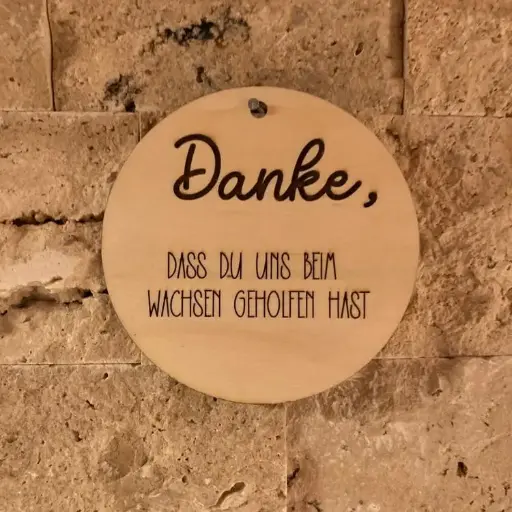 Danke,
DASS DU UNS BEIM
WACHSEN GEHOLFEN HAST